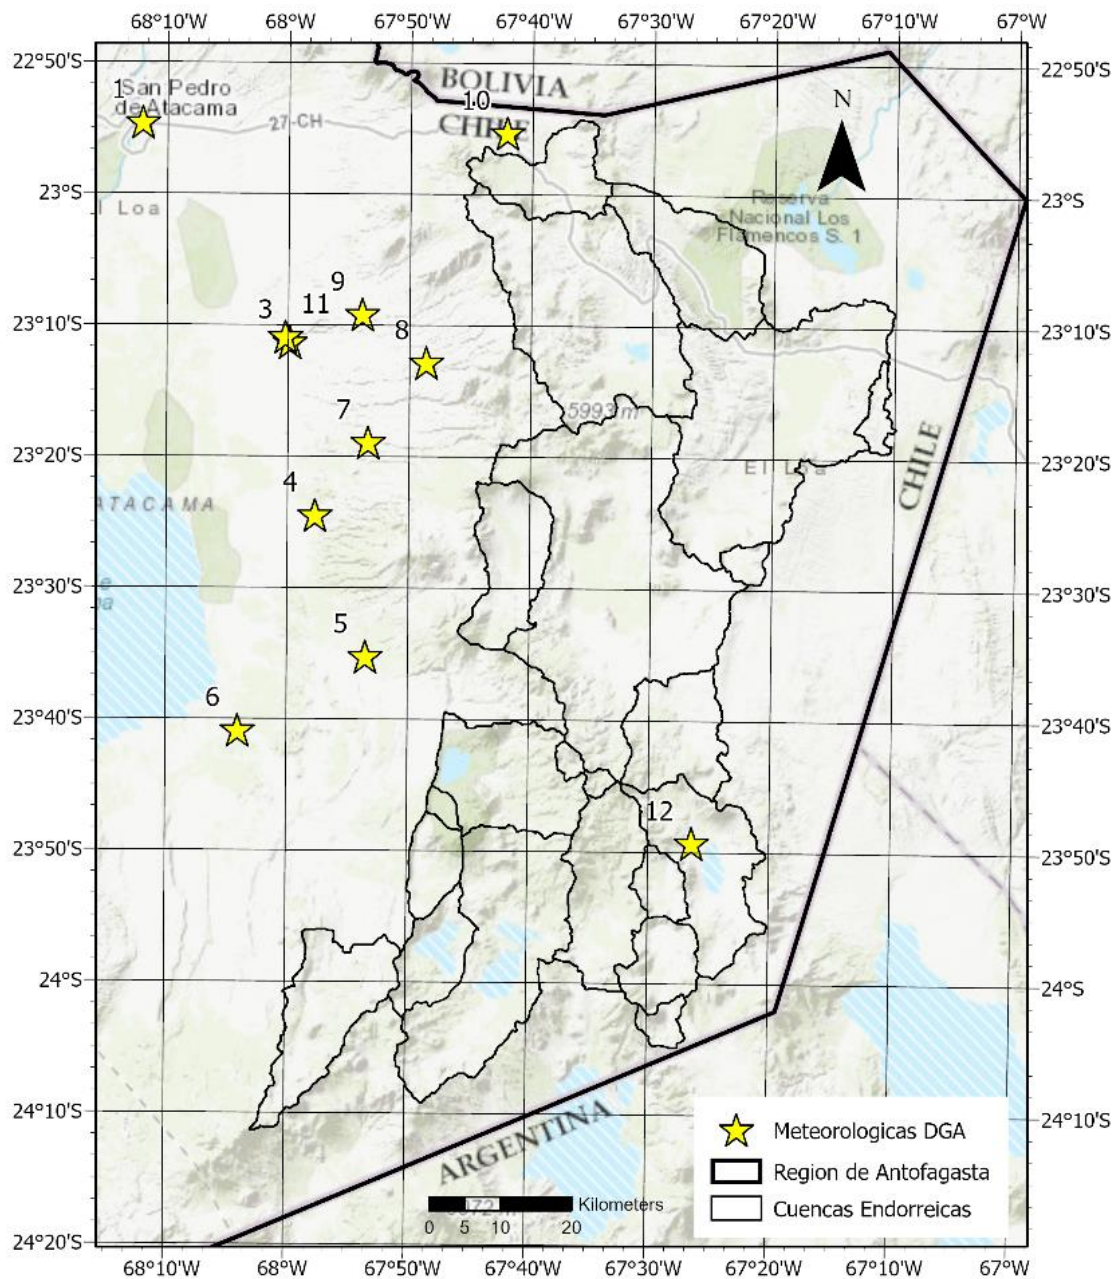 68°10'W 68°W 67°50'W 67°40'W 67°30'W 67°20'W 67°10'W 67°W
22°50'S 22°50'S
BOLIVIA
CHILE
1
San Pedro
de Atacama
27-CH
10
N
23°S 23°S
l Loa
Reserva
Nacional Los
Flamencos S. 1
9
3 11
8
23°10'S 23°10'S
7
5993 m
CHILE
23°20'S 23°20'S
El Loa
4
ATACAMA
23°30'S 23°30'S
5
6
23°40'S 23°40'S
12
23°50'S 23°50'S
24°S 24°S
24°10'S 24°10'S
ARGENTINA
Meteorologicas DGA
Region de Antofagasta
Cuencas Endorreicas
Kilometers
0 5 10 20
24°20'S 24°20'S
68°10'W 68°W 67°50'W 67°40'W 67°30'W 67°20'W 67°10'W 67°W